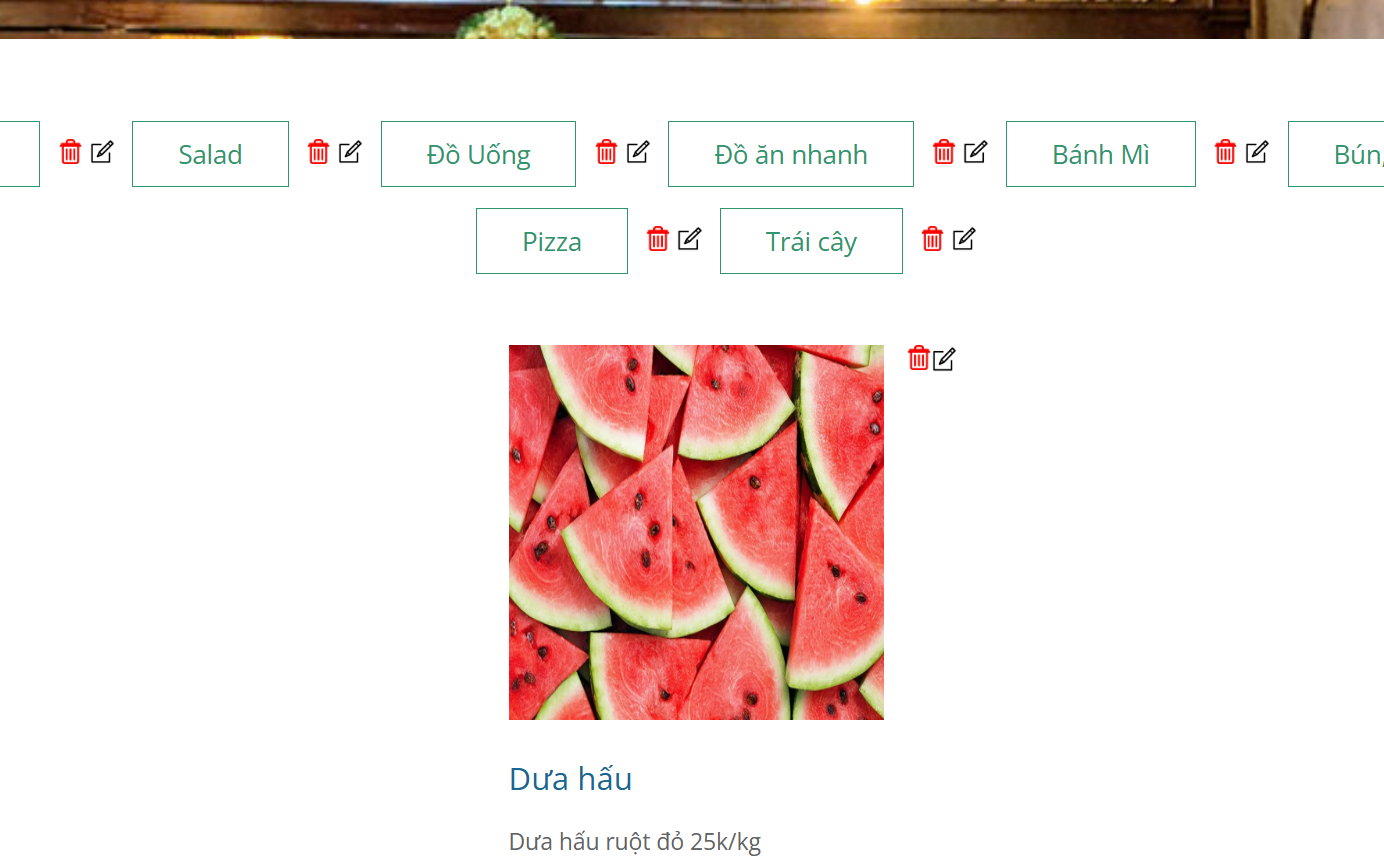 Salad
Đồ Uống
Đồ ăn nhanh
Bánh Mì
Bún,
Pizza
Trái cây
Dưa hấu
Dưa hấu ruột đỏ 25k/kg